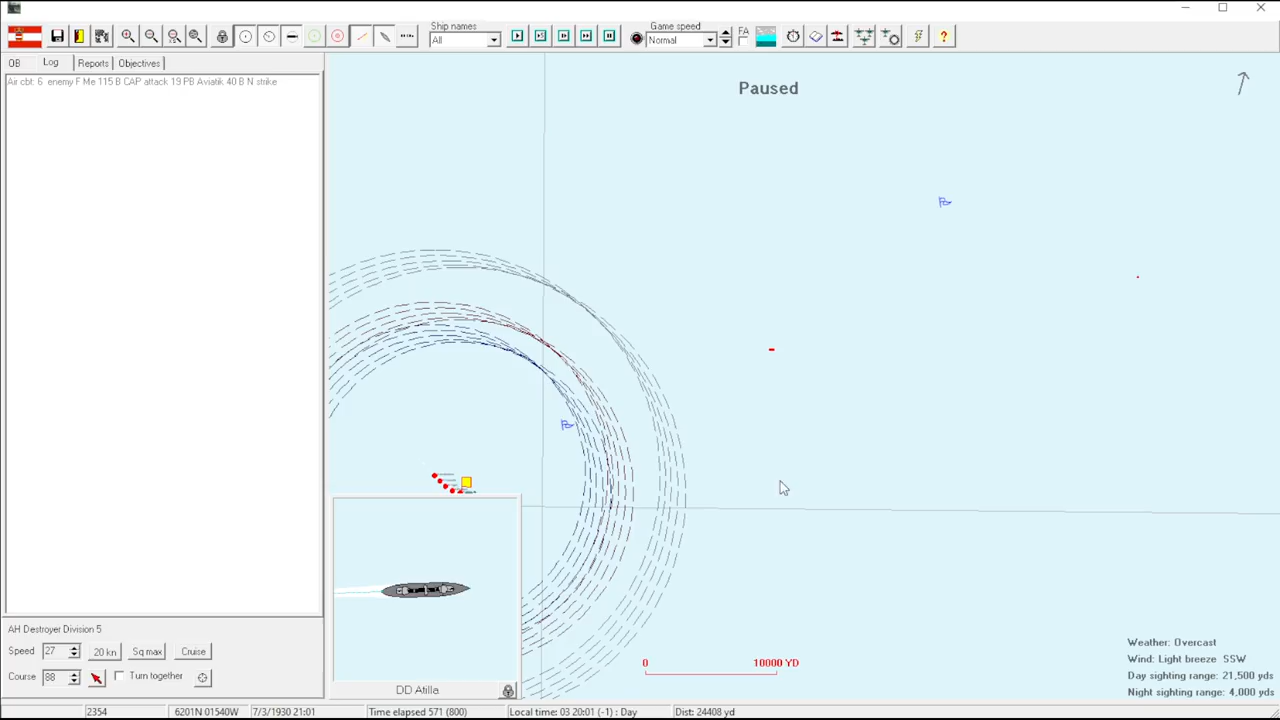 Ship names
All
Game speed
Normal
FA
?
OB
Log
Reports
Objectives
Air cbt: 6 enemy F Me 115 B CAP attack 19 PB Aviatik 40 B N strike
Paused
AH Destroyer Division 5
Speed
27
20 kn
Sq max
Cruise
Course
88
Turn together
DD Atilla
0
10000 YD
Weather: Overcast
Wind: Light breeze SSW
Day sighting range: 21,500 yds
Night sighting range: 4,000 yds
2354
6201N 01540W
7/3/1930 21:01
Time elapsed 571 (800)
Local time: 03 20:01 (-1) : Day
Dist: 24408 yd